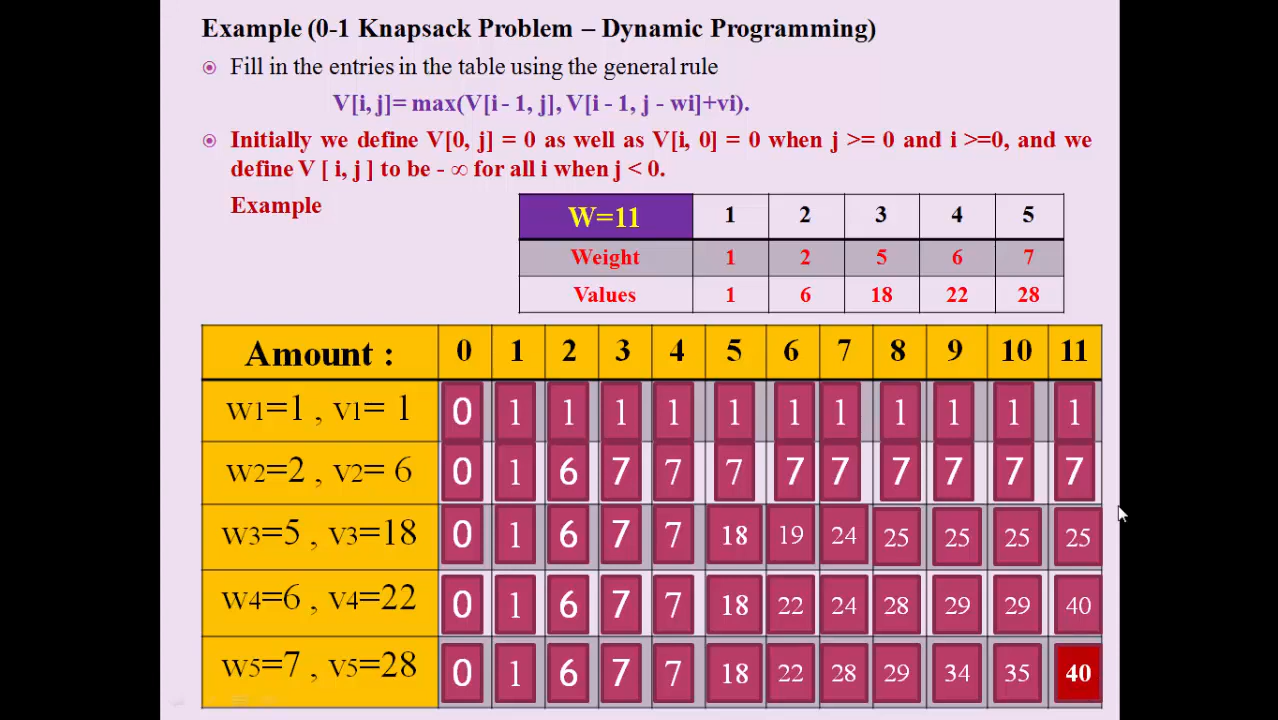 Example (0-1 Knapsack Problem – Dynamic Programming)
Fill in the entries in the table using the general rule
V[i, j]= max(V[i - 1, j], V[i - 1, j - wi]+vi).
Initially we define V[0, j] = 0 as well as V[i, 0] = 0 when j >= 0 and i >=0, and we
define V [ i, j ] to be - ∞ for all i when j < 0.
Example
W=11 1 2 3 4 5
Weight 1 2 5 6 7
Values 1 6 18 22 28
Amount : 0 1 2 3 4 5 6 7 8 9 10 11
w1=1 , v1= 1 0 1 1 1 1 1 1 1 1 1 1 1
w2=2 , v2= 6 0 1 6 7 7 7 7 7 7 7 7 7
w3=5 , v3=18 0 1 6 7 7 18 19 24 25 25 25 25
w4=6 , v4=22 0 1 6 7 7 18 22 24 28 29 29 40
w5=7 , v5=28 0 1 6 7 7 18 22 28 29 34 35 40